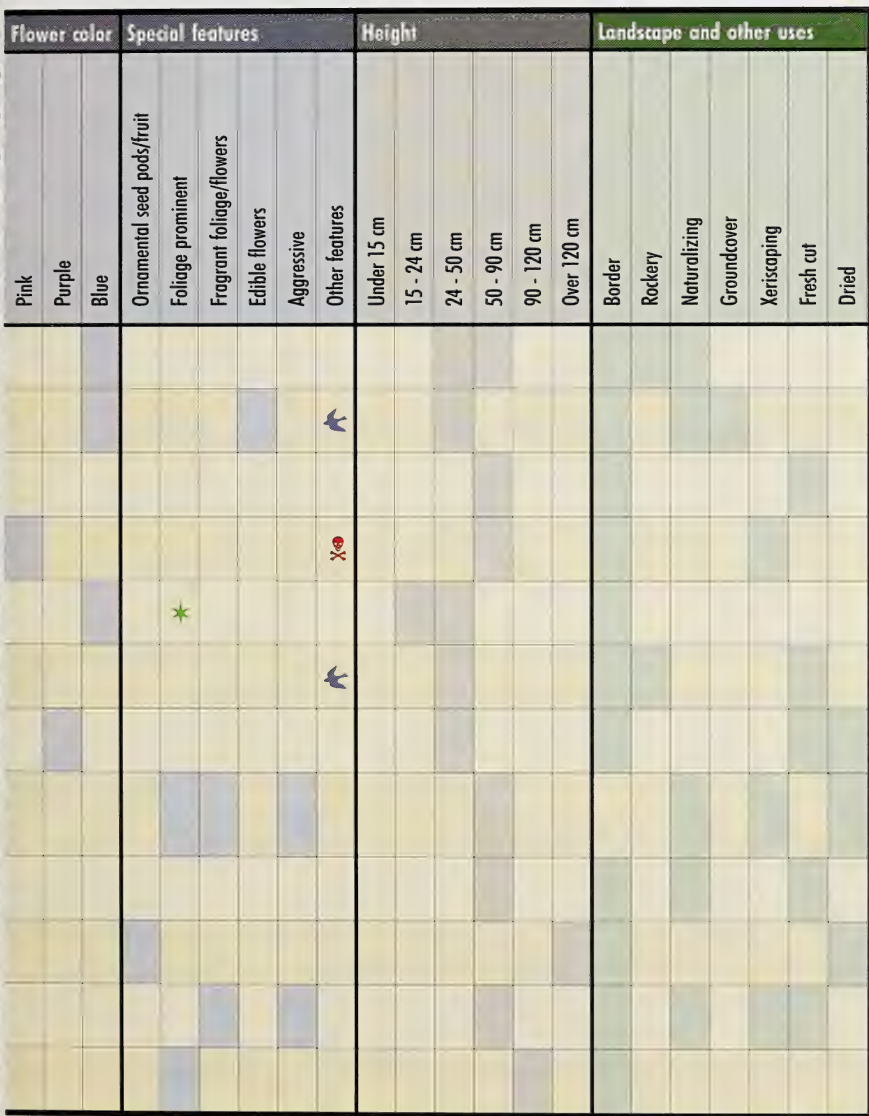 Flower color
Special features
Height
Landscape and other uses
Pink
Purple
Blue
Ornamental seed pods/fruit
Foliage prominent
Fragrant foliage/flowers
Edible flowers
Aggressive
Other features
Under 15 cm
15 - 24 cm
24 - 50 cm
50 - 90 cm
90 - 120 cm
Over 120 cm
Border
Rockery
Naturalizing
Groundcover
Xeriscaping
Fresh cut
Dried